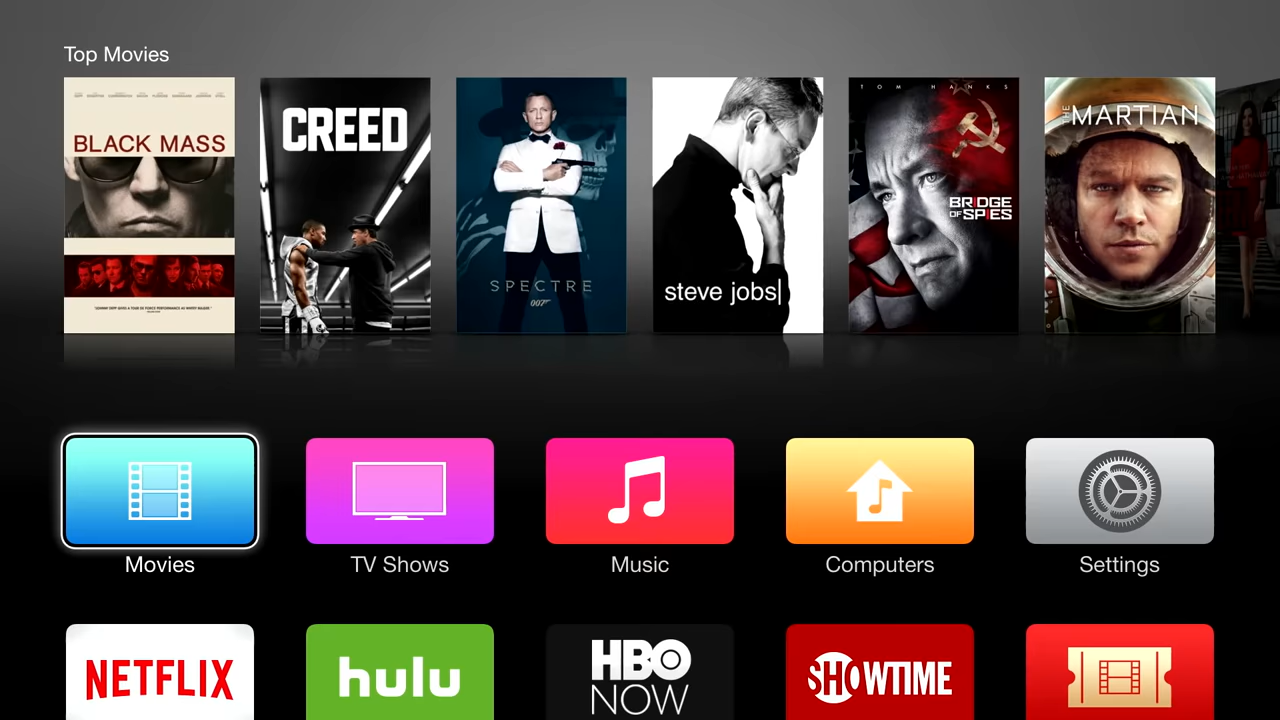 Top Movies
BLACK MASS
CREED
SPECTRE
007
steve jobs|
TOM HANKS
BRIDGE
OF SPIES
THE MARTIAN
Movies
TV Shows
Music
Computers
Settings
NETFLIX
hulu
HBO
NOW
SHOWTIME